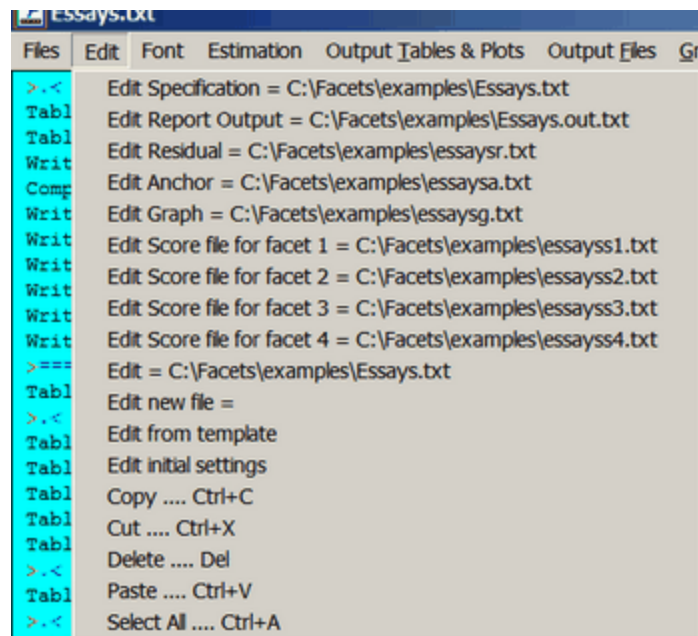 Essays.txt
Files Edit Font Estimation Output Tables & Plots Output Files Gr
>.< Edit Specification = C:\Facets\examples\Essays.txt
Tabl Edit Report Output = C:\Facets\examples\Essays.out.txt
Tabl Edit Residual = C:\Facets\examples\essaysr.txt
Writ Edit Anchor = C:\Facets\examples\essaysa.txt
Comp Edit Graph = C:\Facets\examples\essaysg.txt
Writ Edit Score file for facet 1 = C:\Facets\examples\essayss1.txt
Writ Edit Score file for facet 2 = C:\Facets\examples\essayss2.txt
Writ Edit Score file for facet 3 = C:\Facets\examples\essayss3.txt
Writ Edit Score file for facet 4 = C:\Facets\examples\essayss4.txt
Writ
Writ
>=== Edit = C:\Facets\examples\Essays.txt
Tabl Edit new file =
>.< Edit from template
Tabl Edit initial settings
Tabl Copy .... Ctrl+C
Tabl Cut .... Ctrl+X
Tabl Delete .... Del
Tabl
>.< Paste .... Ctrl+V
Tabl Select All .... Ctrl+A
>.<